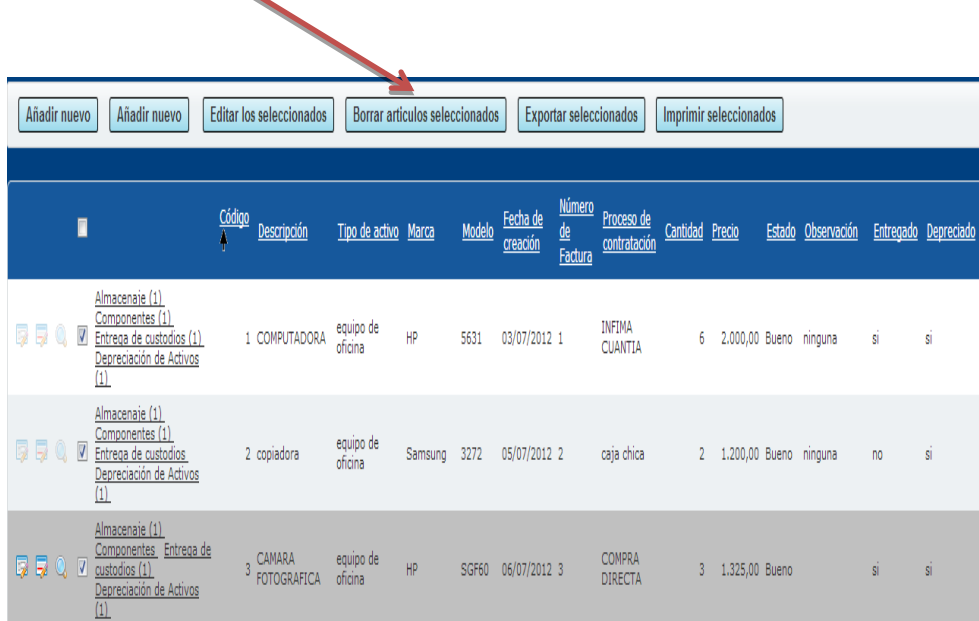 Añadir nuevo Añadir nuevo Editar los seleccionados Borrar articulos seleccionados Exportar seleccionados Imprimir seleccionados
Código Descripción Tipo de activo Marca Modelo Fecha de creación Número de Factura Proceso de contratación Cantidad Precio Estado Observación Entregado Depreciado
Almacenaje (1)
Componentes (1)
Entrega de custodios (1)
Depreciación de Activos
(1)
1 COMPUTADORA equipo de oficina HP 5631 03/07/2012 1 INFIMA CUANTIA 6 2.000,00 Bueno ninguna si si
Almacenaje (1)
Componentes (1)
Entrega de custodios
Depreciación de Activos
(1)
2 copiadora equipo de oficina Samsung 3272 05/07/2012 2 caja chica 2 1.200,00 Bueno ninguna no si
Almacenaje (1)
Componentes Entrega de
custodios (1)
Depreciación de Activos
(1)
3 CAMARA FOTOGRAFICA equipo de oficina HP SGF60 06/07/2012 3 COMPRA DIRECTA 3 1.325,00 Bueno si si